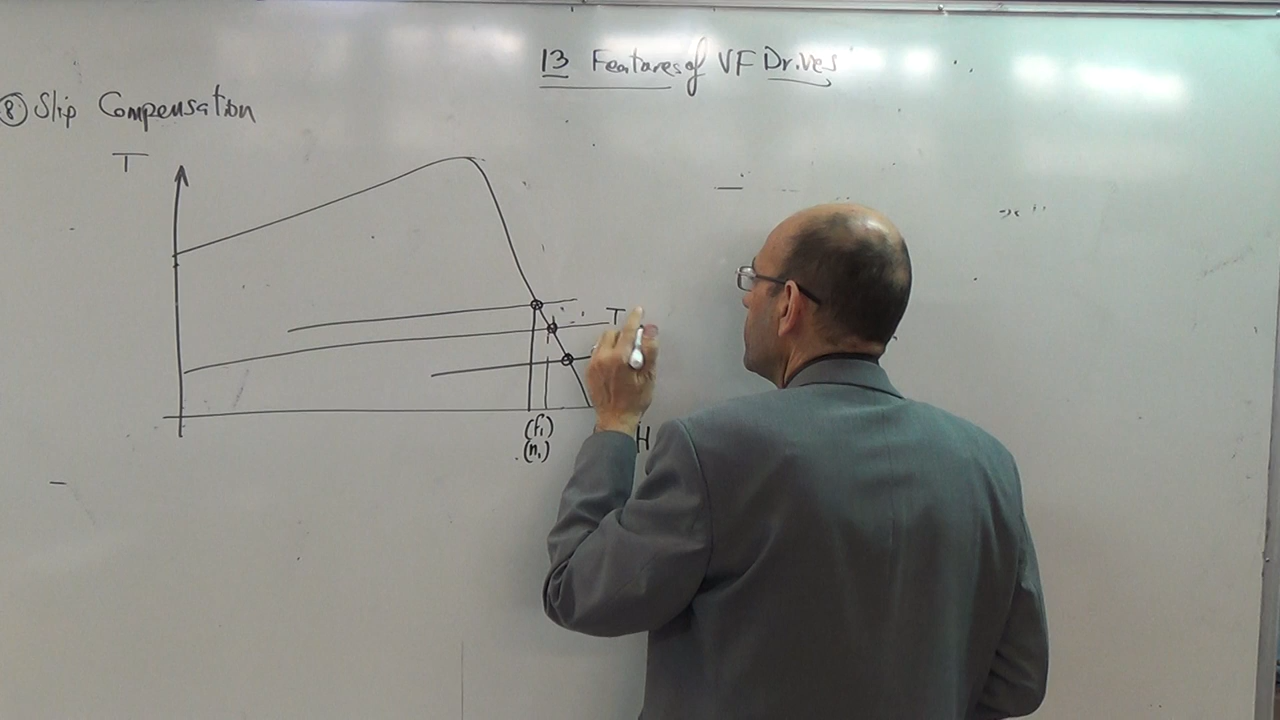 13 Features of VF Drives
⑧ Slip Compensation
T
T
(f₁)
(n₁)
H